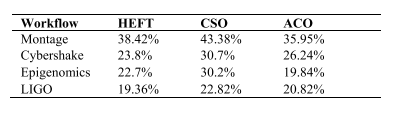 Workflow HEFT CSO ACO
Montage 38.42% 43.38% 35.95%
Cybershake 23.8% 30.7% 26.24%
Epigenomics 22.7% 30.2% 19.84%
LIGO 19.36% 22.82% 20.82%